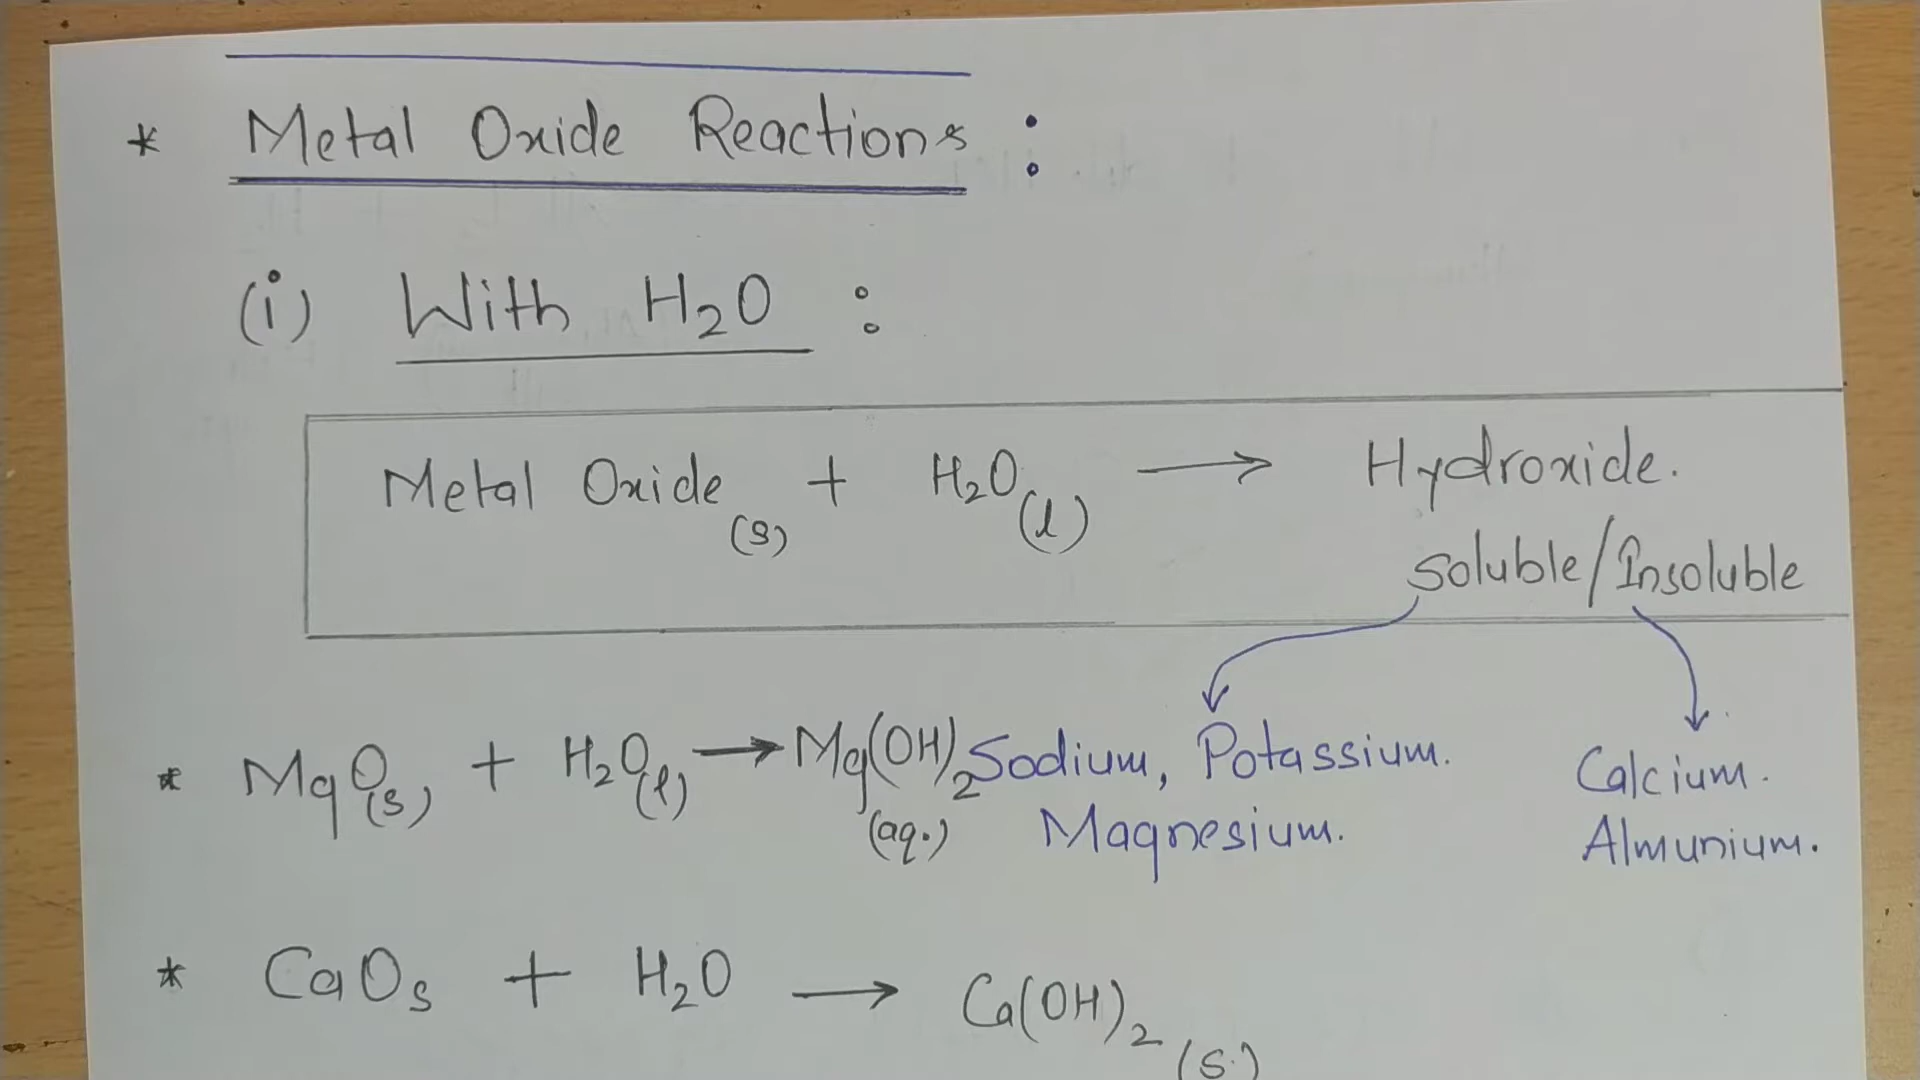 * Metal Oxide Reactions :
(i) With H₂O :
Metal Oxide (s) + H₂O (l) → Hydroxide.
soluble/Insoluble
* MgO(s) + H₂O(l) → Mg(OH)₂ (aq.)
Sodium, Potassium.
Magnesium.
Calcium.
Almunium.
* CaOs + H₂O → Ca(OH)₂ (s.)